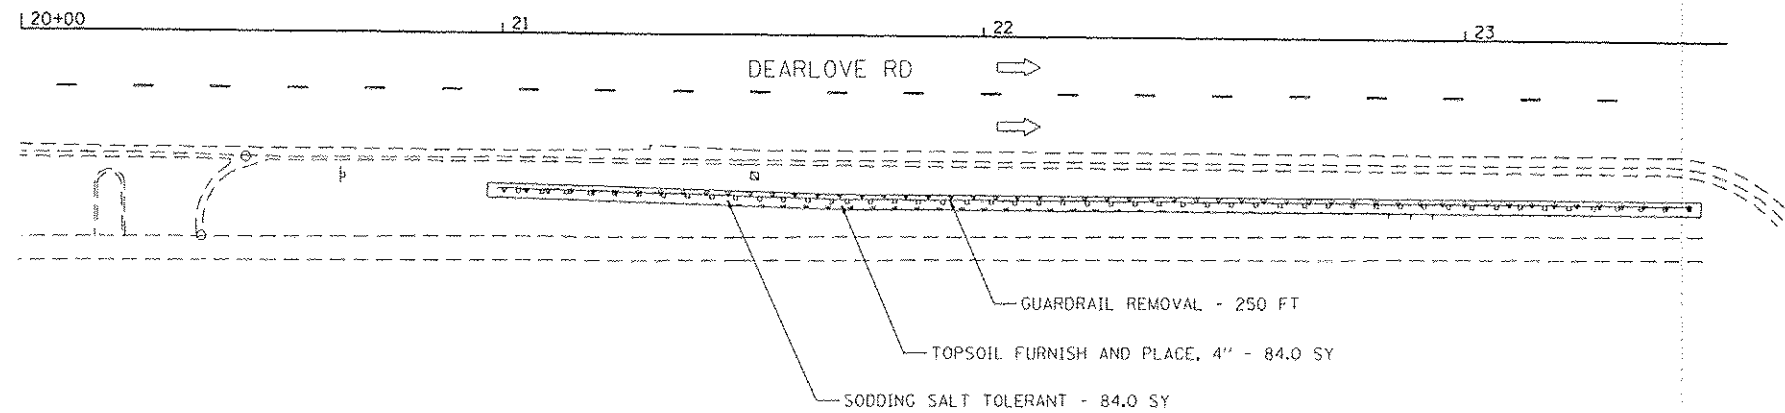 20+00
21
22
23
DEARLOVE RD
GUARDRAIL REMOVAL - 250 FT
TOPSOIL FURNISH AND PLACE, 4" - 84.0 SY
SODDING SALT TOLERANT - 84.0 SY